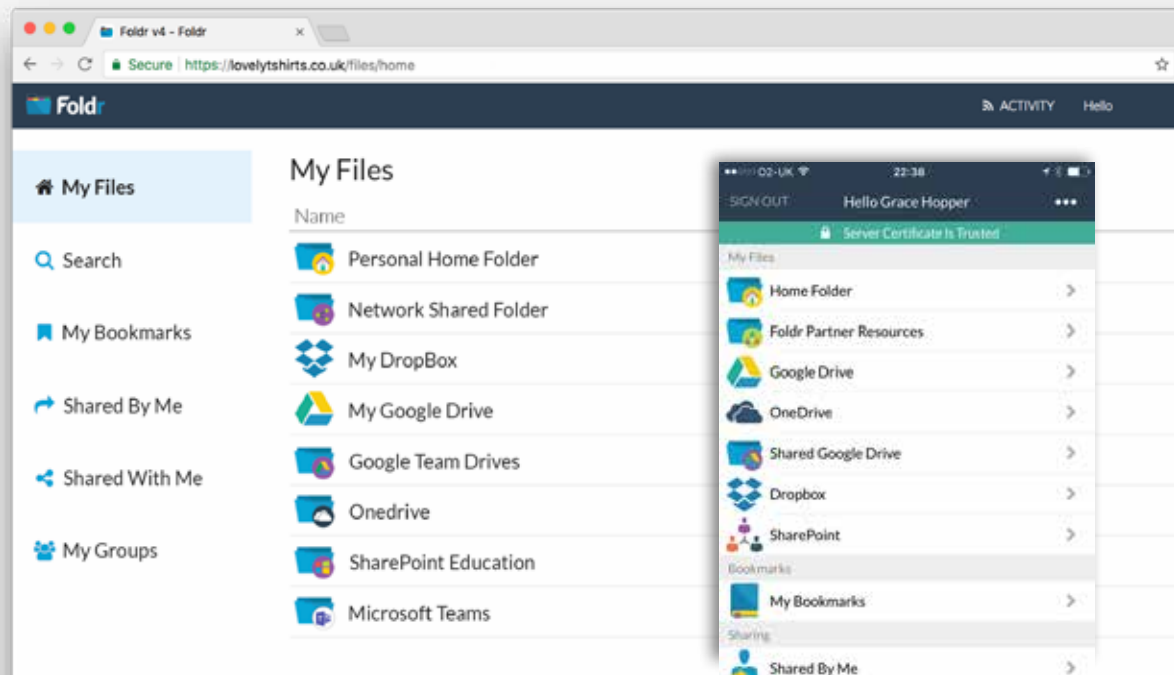 Foldr v4 - Foldr
Secure https://lovelytshirts.co.uk/files/home
Foldr
ACTIVITY Hello
My Files
Search
My Bookmarks
Shared By Me
Shared With Me
My Groups
My Files
Name
Personal Home Folder
Network Shared Folder
My DropBox
My Google Drive
Google Team Drives
Onedrive
SharePoint Education
Microsoft Teams
O2-UK 22:38
SIGN OUT Hello Grace Hopper
Server Certificate Is Trusted
My Files
Home Folder
Foldr Partner Resources
Google Drive
OneDrive
Shared Google Drive
Dropbox
SharePoint
Bookmarks
My Bookmarks
Sharing
Shared By Me